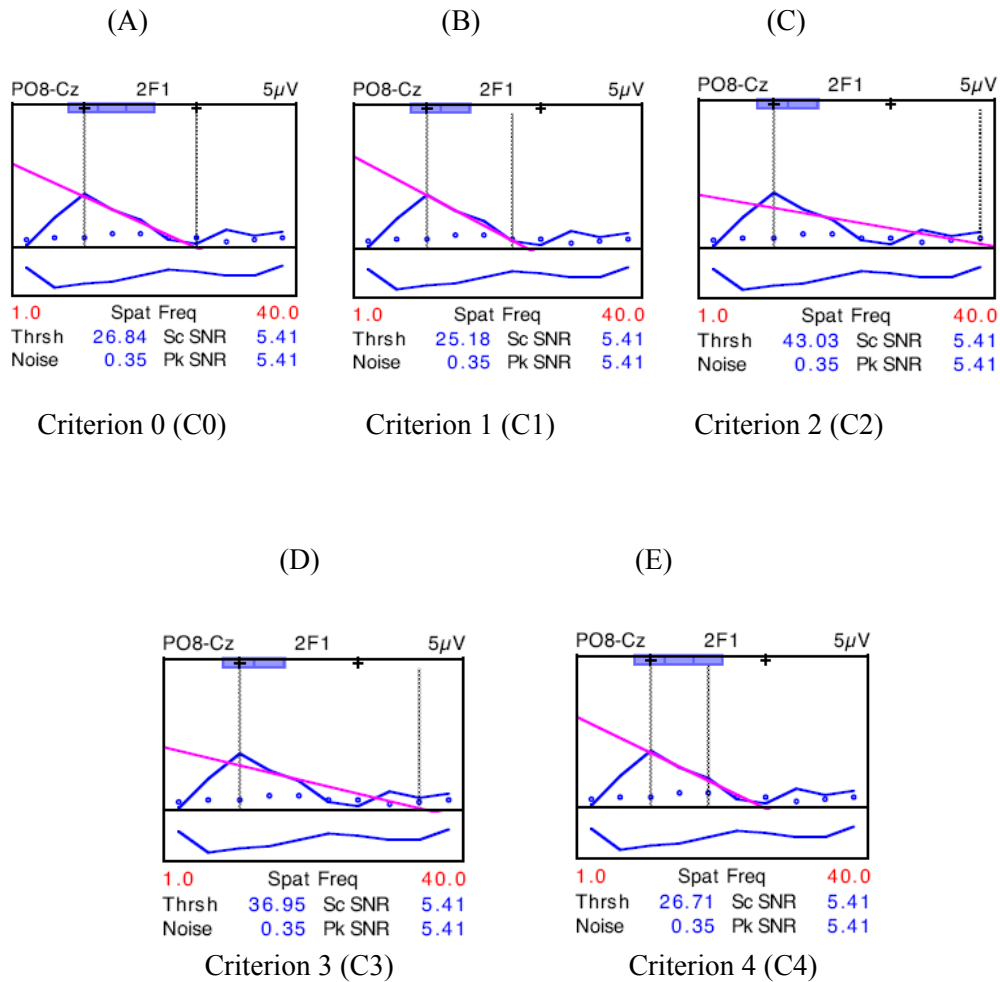 (A)
(B)
(C)
PO8-Cz 2F1 5µV
PO8-Cz 2F1 5µV
PO8-Cz 2F1 5µV
1.0 Spat Freq 40.0
1.0 Spat Freq 40.0
1.0 Spat Freq 40.0
Thrsh 26.84 Sc SNR 5.41
Thrsh 25.18 Sc SNR 5.41
Thrsh 43.03 Sc SNR 5.41
Noise 0.35 Pk SNR 5.41
Noise 0.35 Pk SNR 5.41
Noise 0.35 Pk SNR 5.41
Criterion 0 (C0)
Criterion 1 (C1)
Criterion 2 (C2)
(D)
(E)
PO8-Cz 2F1 5µV
PO8-Cz 2F1 5µV
1.0 Spat Freq 40.0
1.0 Spat Freq 40.0
Thrsh 36.95 Sc SNR 5.41
Thrsh 26.71 Sc SNR 5.41
Noise 0.35 Pk SNR 5.41
Noise 0.35 Pk SNR 5.41
Criterion 3 (C3)
Criterion 4 (C4)